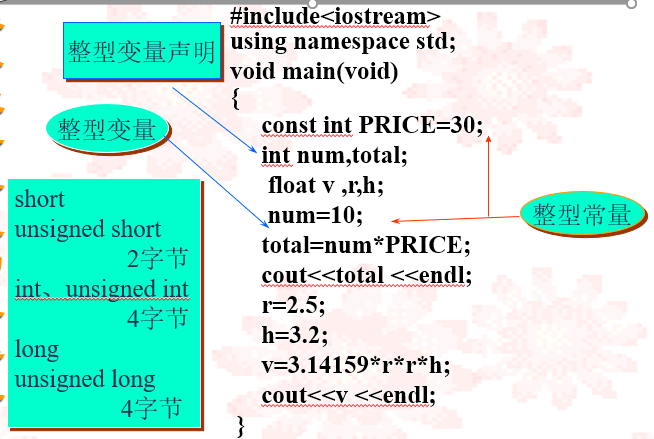 整型变量声明
整型变量
short
unsigned short
2字节
int、unsigned int
4字节
long
unsigned long
4字节
#include<iostream>
using namespace std;
void main(void)
{
const int PRICE=30;
int num,total;
float v ,r,h;
num=10;
total=num*PRICE;
cout<<total <<endl;
r=2.5;
h=3.2;
v=3.14159*r*r*h;
cout<<v <<endl;
}
整型常量